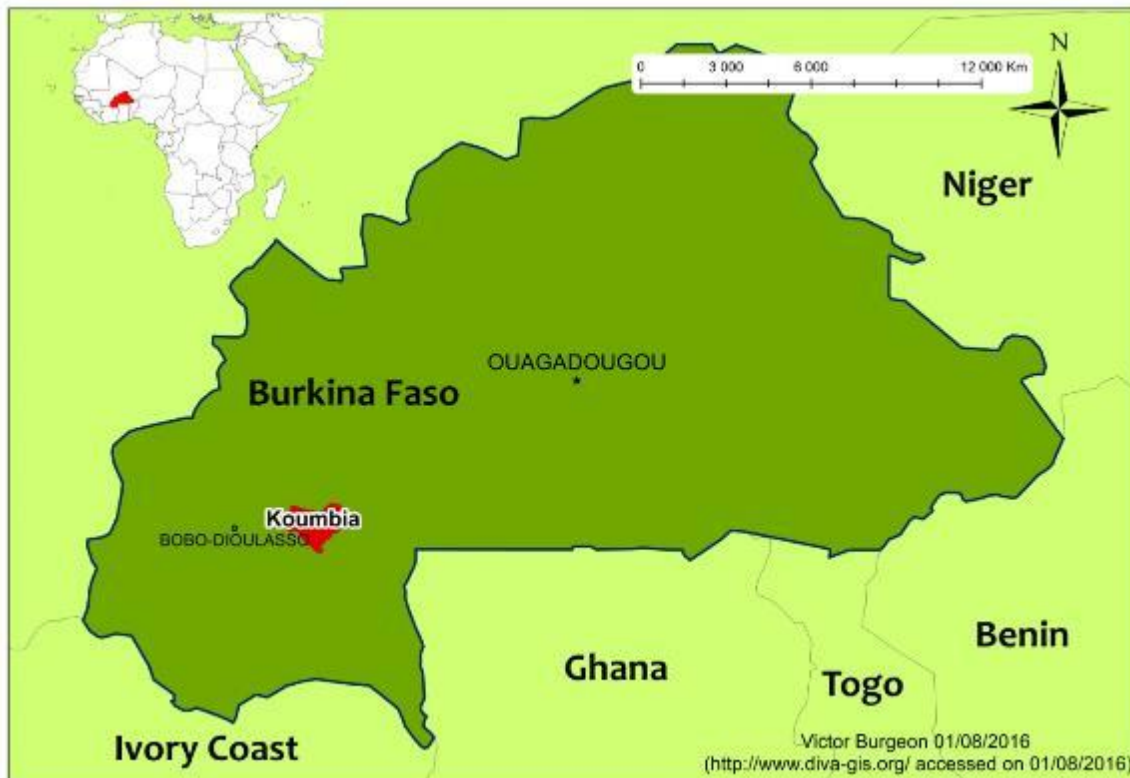 N
0 3 000 6 000 12 000 Km
Niger
OUAGADOUGOU
Burkina Faso
Koumbia
BOBO-DIOULASSO
Benin
Ghana
Togo
Ivory Coast
Victor Burgeon 01/08/2016
(http://www.diva-gis.org/ accessed on 01/08/2016)